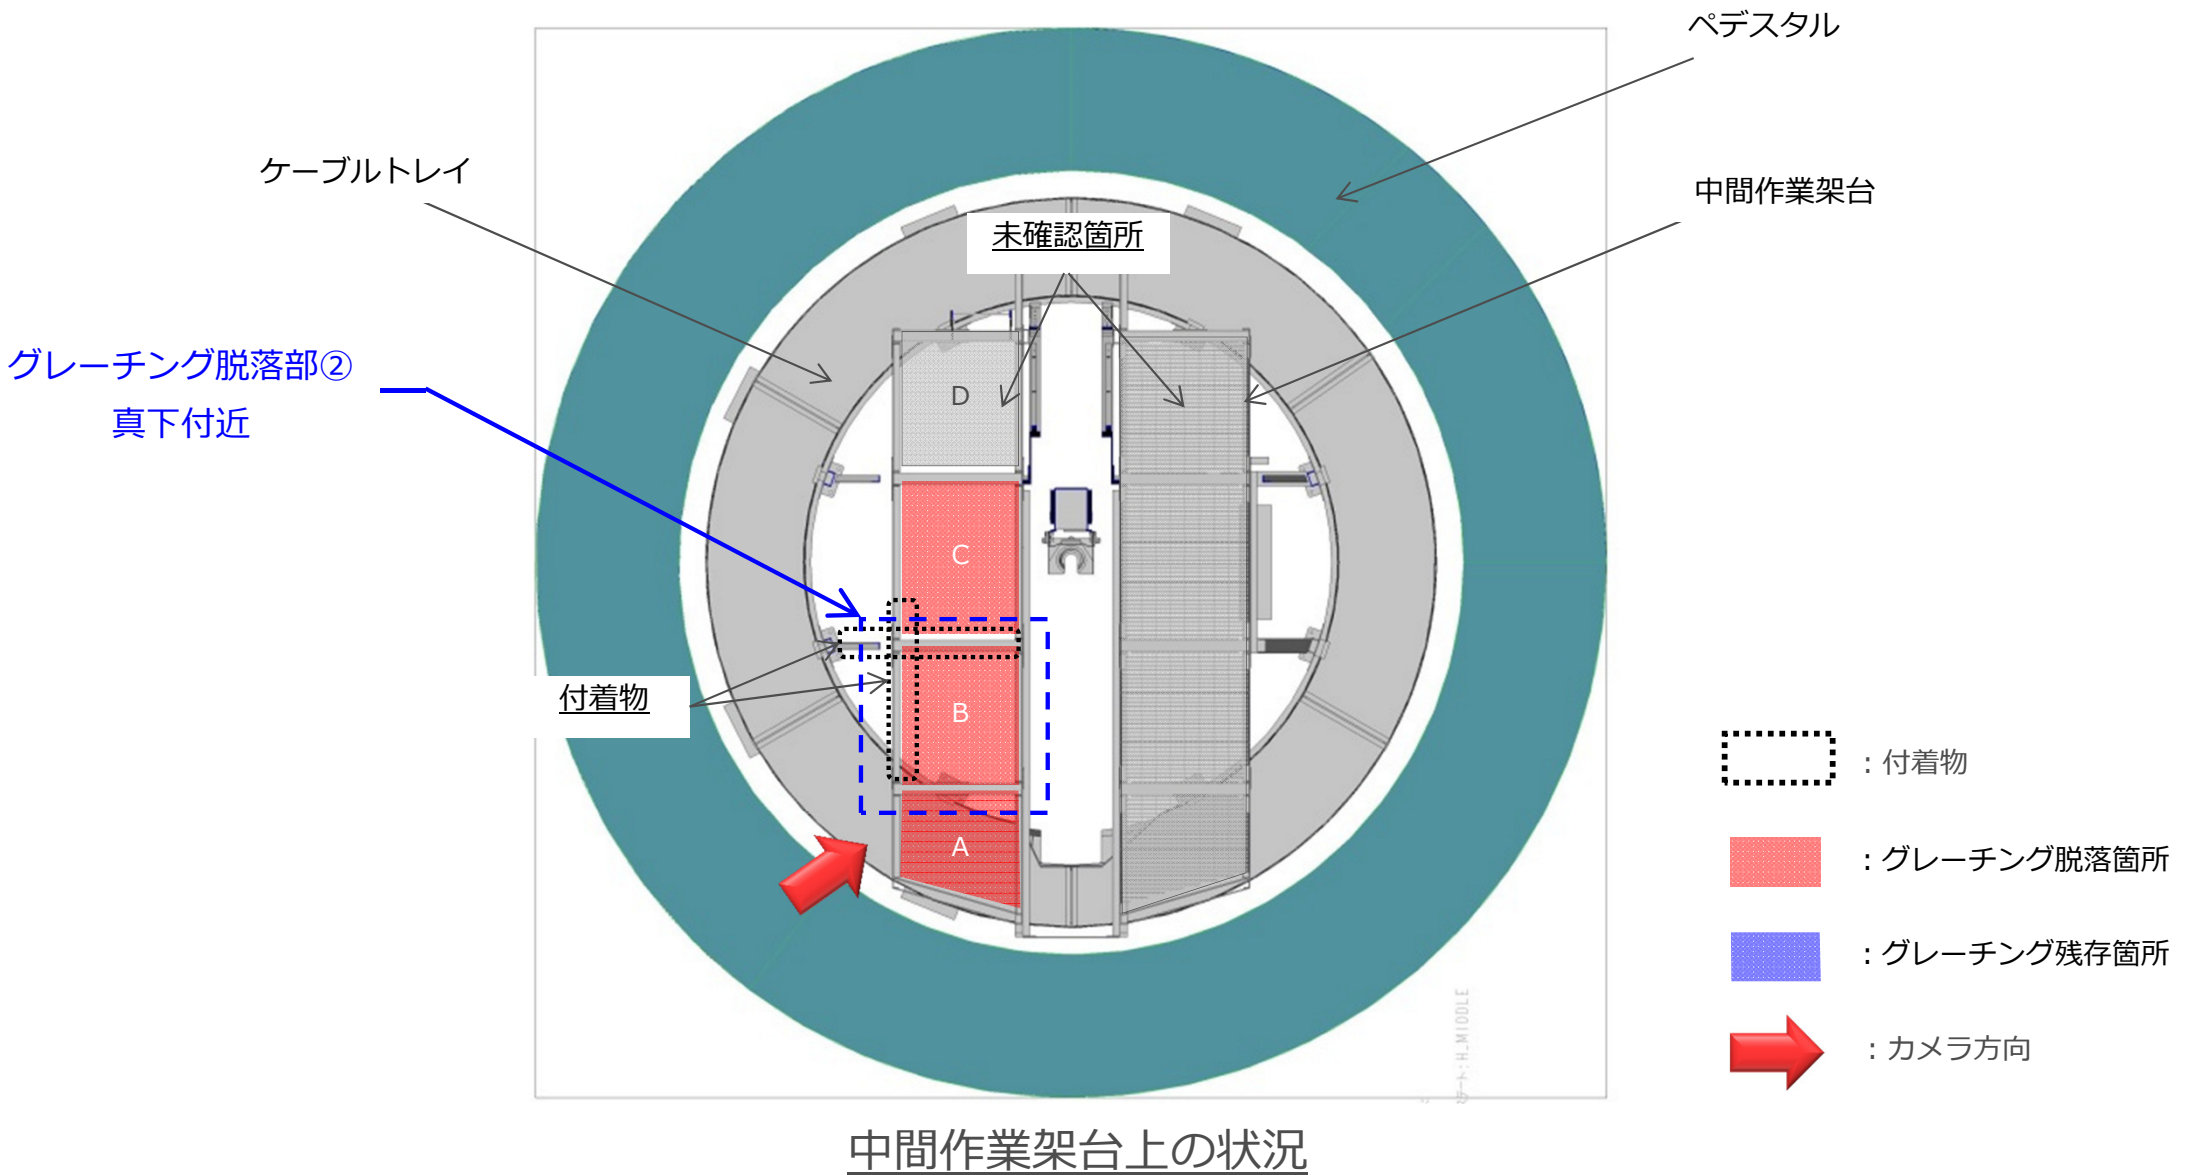 ペデスタル
ケーブルトレイ
中間作業架台
未確認箇所
グレーチング脱落部②
真下付近
D
C
B
A
付着物
：付着物
：グレーチング脱落箇所
：グレーチング残存箇所
：カメラ方向
中間作業架台上の状況